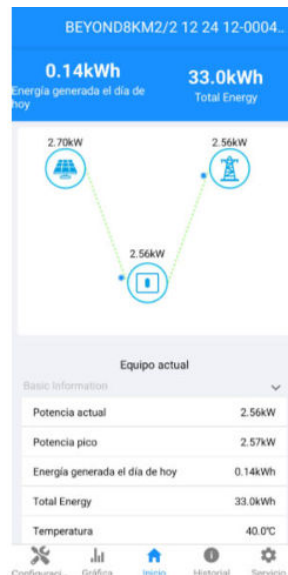 BEYOND8KM2/2 12 24 12-0004..
0.14kWh
Energía generada el día de
hoy
33.0kWh
Total Energy
2.70kW
2.56kW
2.56kW
Equipo actual
Basic Information
Potencia actual
2.56kW
Potencia pico
2.57kW
Energía generada el día de hoy
0.14kWh
Total Energy
33.0kWh
Temperatura
40.0℃
Configuraci...
Gráfica
Inicio
Historial
Servicio